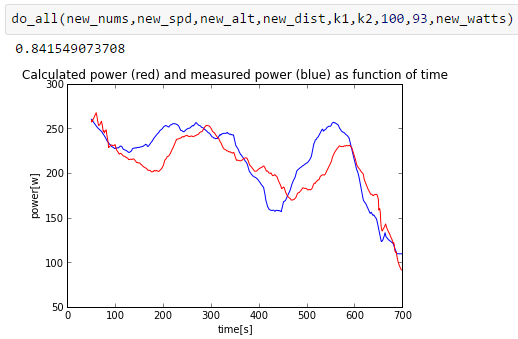 do_all(new_nums,new_spd,new_alt,new_dist,k1,k2,100,93,new_watts)
0.841549073708
Calculated power (red) and measured power (blue) as function of time
300
250
200
150
100
50
power[w]
0 100 200 300 400 500 600 700
time[s]